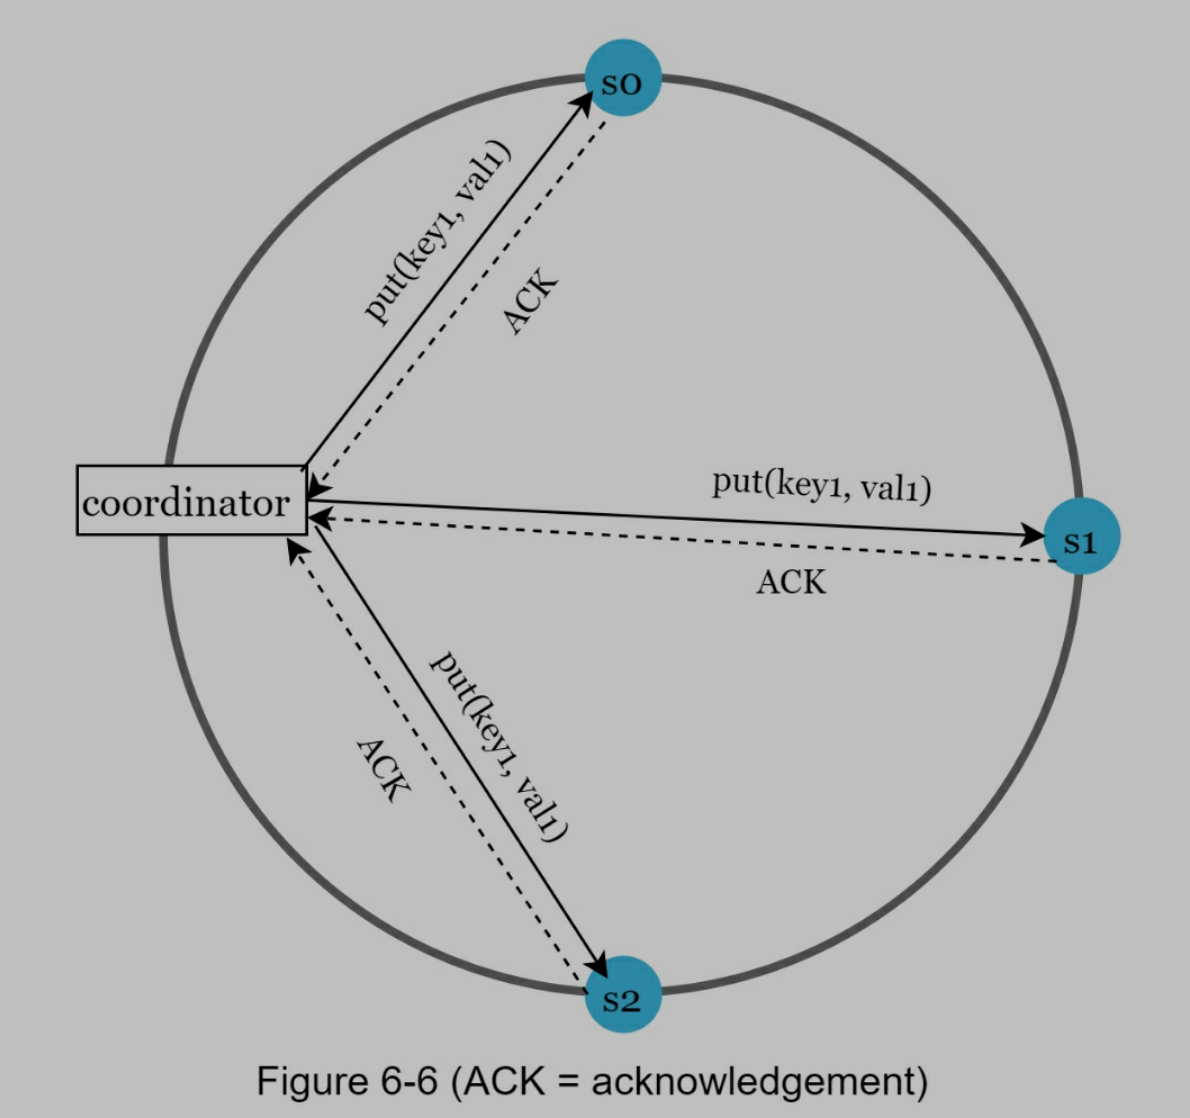 s0
put(key1, val1)
ACK
put(key1, val1)
coordinator
s1
ACK
put(key1, val1)
ACK
s2
Figure 6-6 (ACK = acknowledgement)